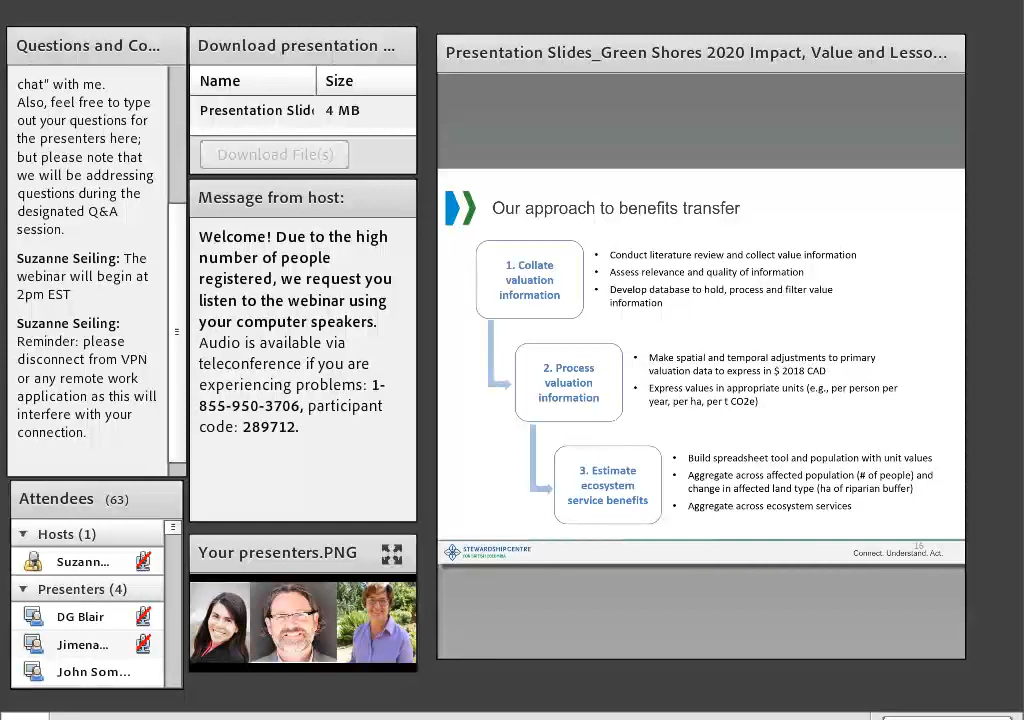 Questions and Co...
chat" with me.
Also, feel free to type
out your questions for
the presenters here;
but please note that
we will be addressing
questions during the
designated Q&A
session.
Suzanne Seiling: The
webinar will begin at
2pm EST
Suzanne Seiling:
Reminder: please
disconnect from VPN
or any remote work
application as this will
interfere with your
connection.
Attendees (63)
Hosts (1)
Suzann...
Presenters (4)
DG Blair
Jimena...
John Som...
Download presentation ...
Name Size
Presentation Slid 4 MB
Download File(s)
Message from host:
Welcome! Due to the high
number of people
registered, we request you
listen to the webinar using
your computer speakers.
Audio is available via
teleconference if you are
experiencing problems: 1-
855-950-3706, participant
code: 289712.
Your presenters.PNG
Presentation Slides_Green Shores 2020 Impact, Value and Lesso...
Our approach to benefits transfer
1. Collate
valuation
information
• Conduct literature review and collect value information
• Assess relevance and quality of information
• Develop database to hold, process and filter value
information
2. Process
valuation
information
• Make spatial and temporal adjustments to primary
valuation data to express in $ 2018 CAD
• Express values in appropriate units (e.g., per person per
year, per ha, per t CO2e)
3. Estimate
ecosystem
service benefits
• Build spreadsheet tool and population with unit values
• Aggregate across affected population (# of people) and
change in affected land type (ha of riparian buffer)
• Aggregate across ecosystem services
STEWARDSHIP CENTRE
FOR BRITISH COLUMBIA
16
Connect. Understand. Act.